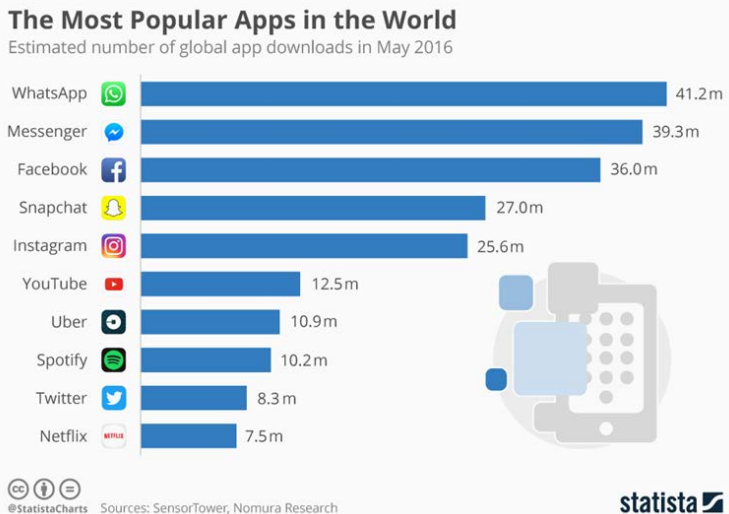 The Most Popular Apps in the World
Estimated number of global app downloads in May 2016
WhatsApp 41.2m
Messenger 39.3m
Facebook 36.0m
Snapchat 27.0m
Instagram 25.6m
YouTube 12.5m
Uber 10.9m
Spotify 10.2m
Twitter 8.3m
Netflix NETFLIX 7.5m
cc
@StatistaCharts Sources: SensorTower, Nomura Research
statista